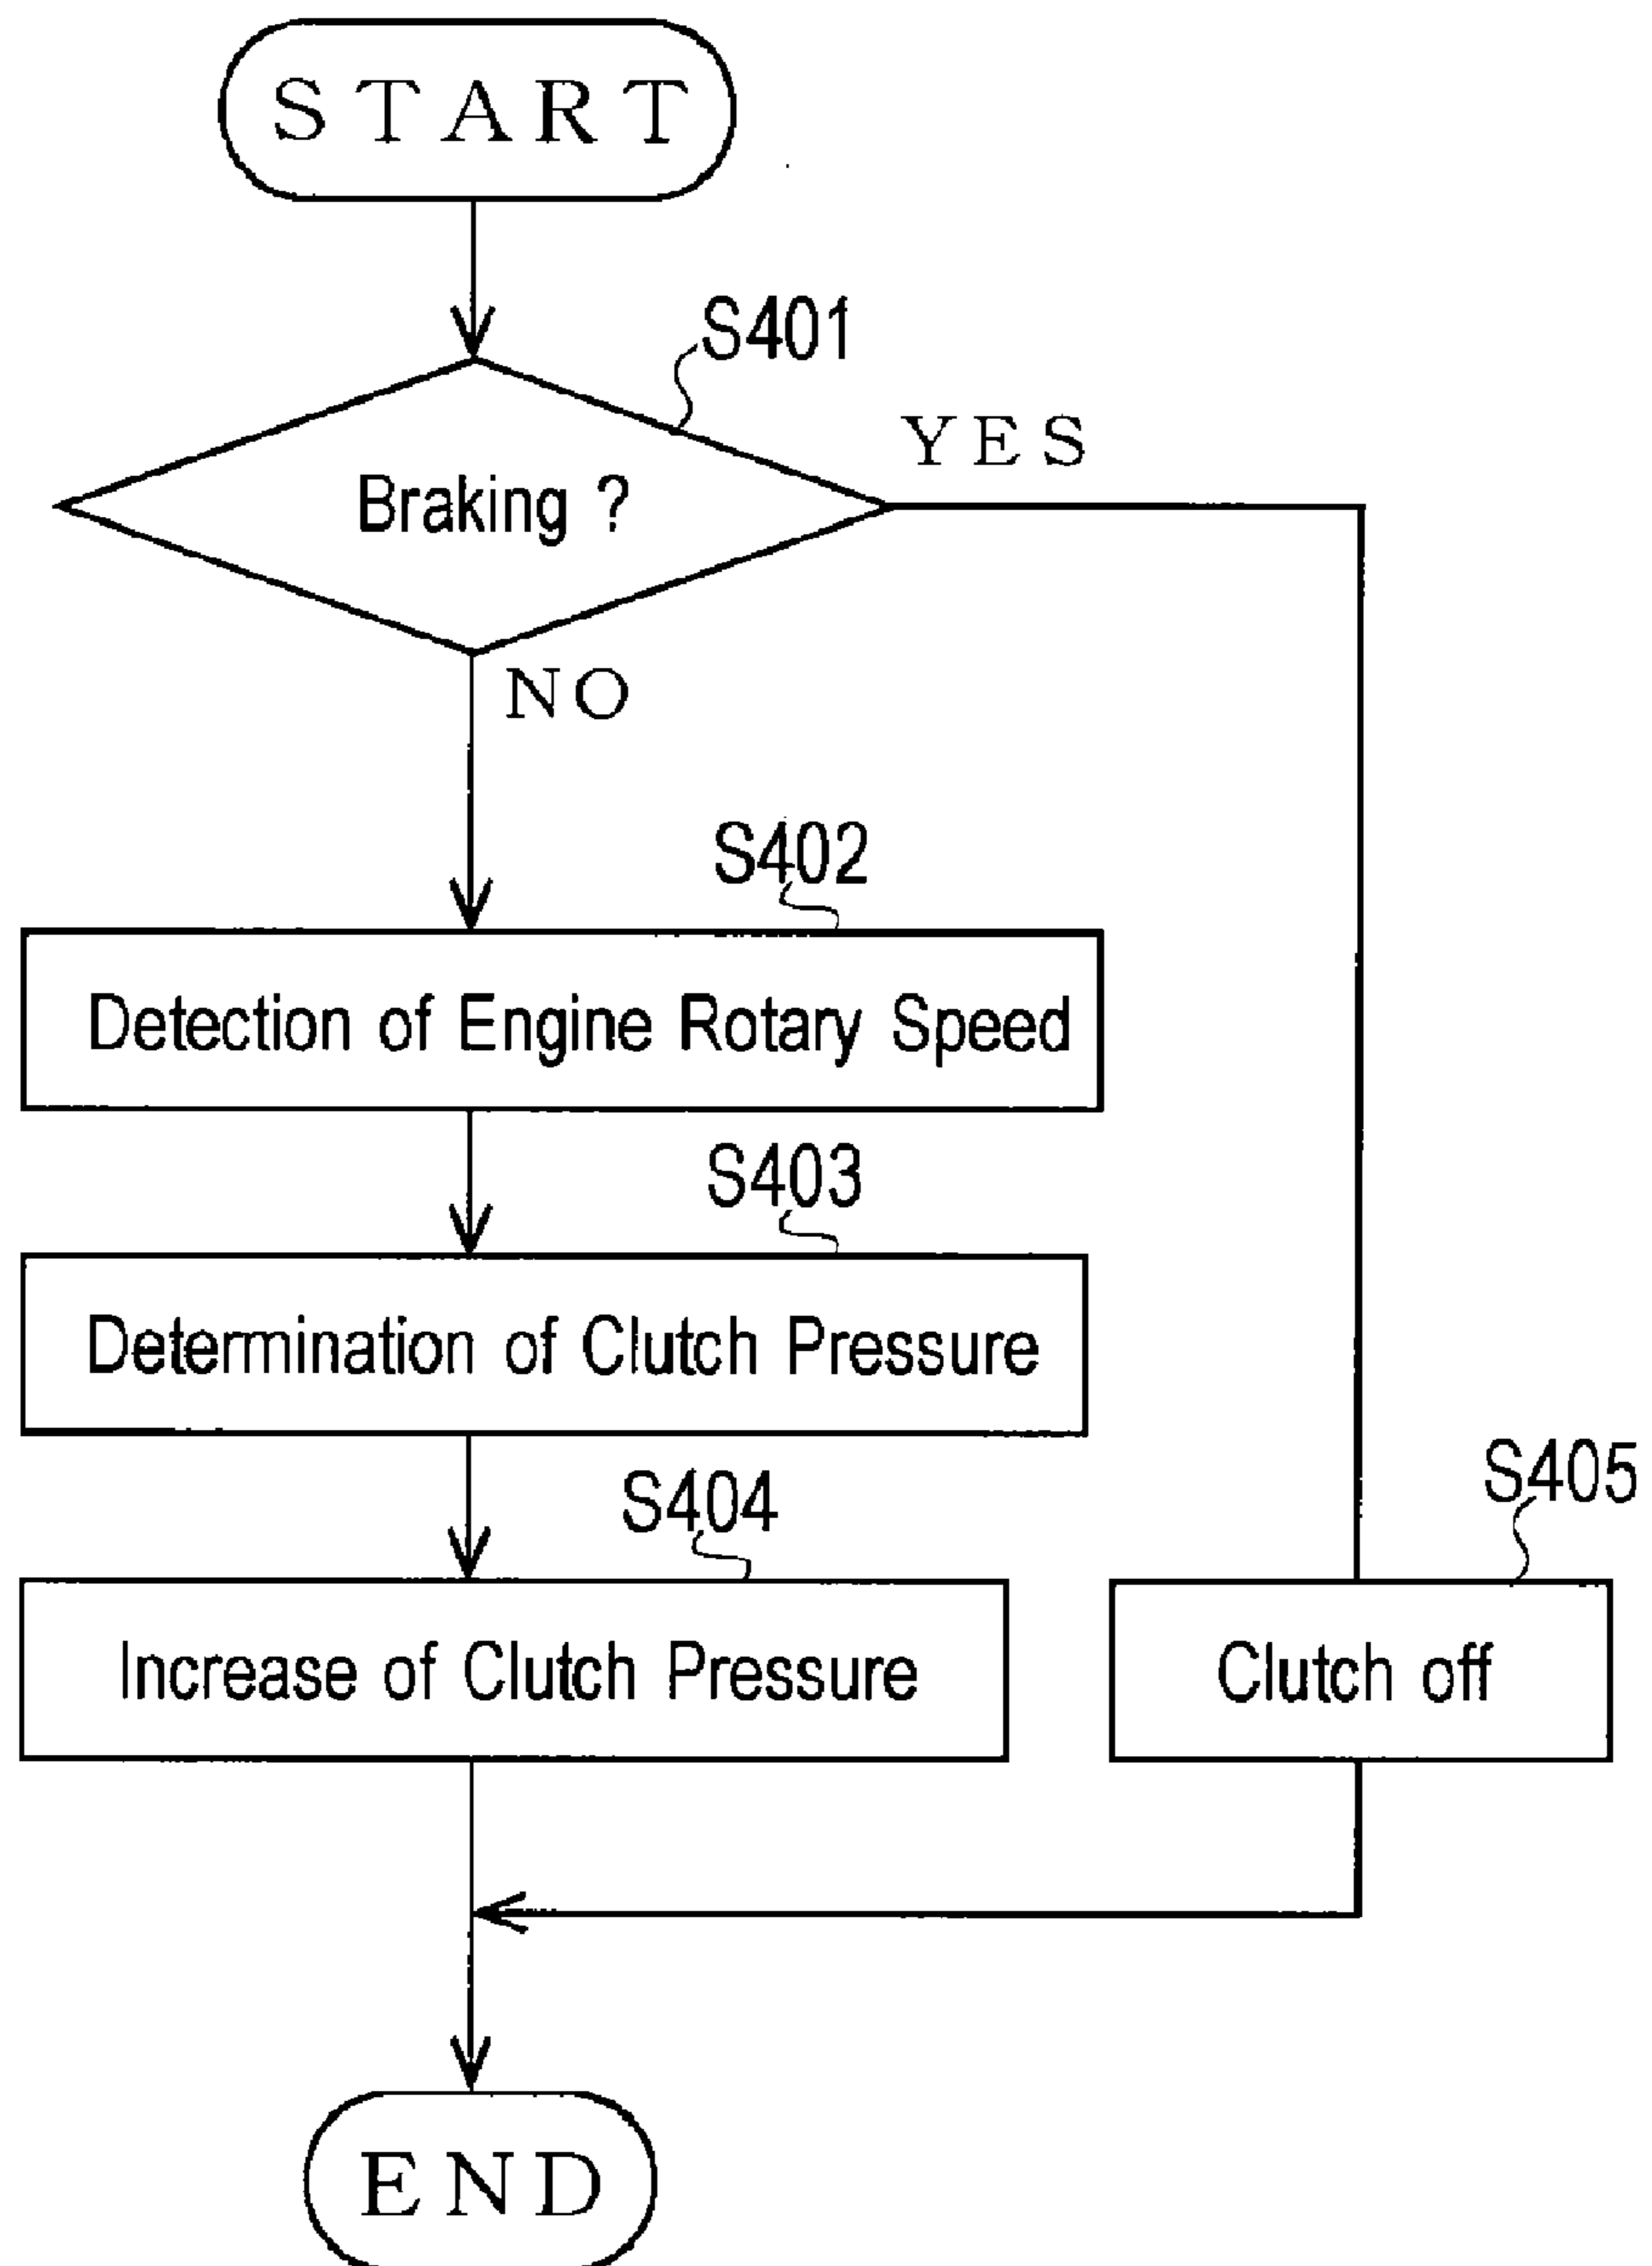 START
S401
YES
Braking ?
NO
S402
Detection of Engine Rotary Speed
S403
Determination of Clutch Pressure
S404
Increase of Clutch Pressure
S405
Clutch off
END